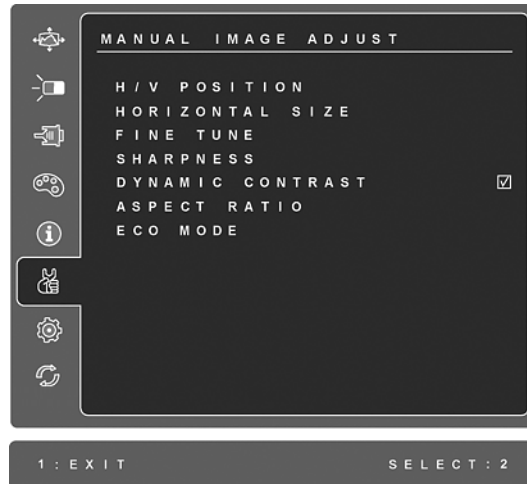 MANUAL IMAGE ADJUST
H/V POSITION
HORIZONTAL SIZE
FINE TUNE
SHARPNESS
DYNAMIC CONTRAST
ASPECT RATIO
ECO MODE
1:EXIT SELECT:2